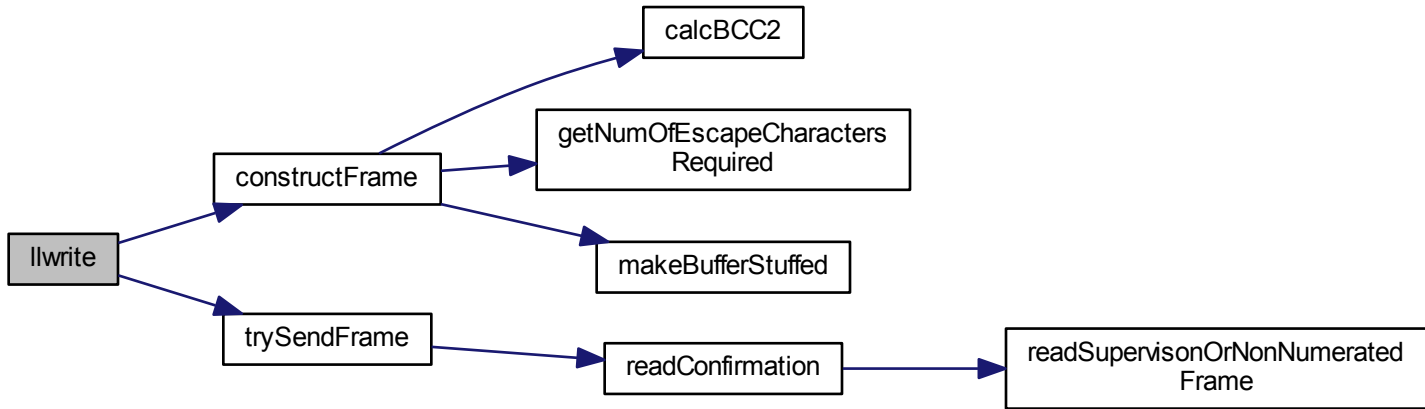 calcBCC2
getNumOfEscapeCharacters
Required
constructFrame
llwrite
makeBufferStuffed
trySendFrame
readConfirmation
readSupervisonOrNonNumerated
Frame